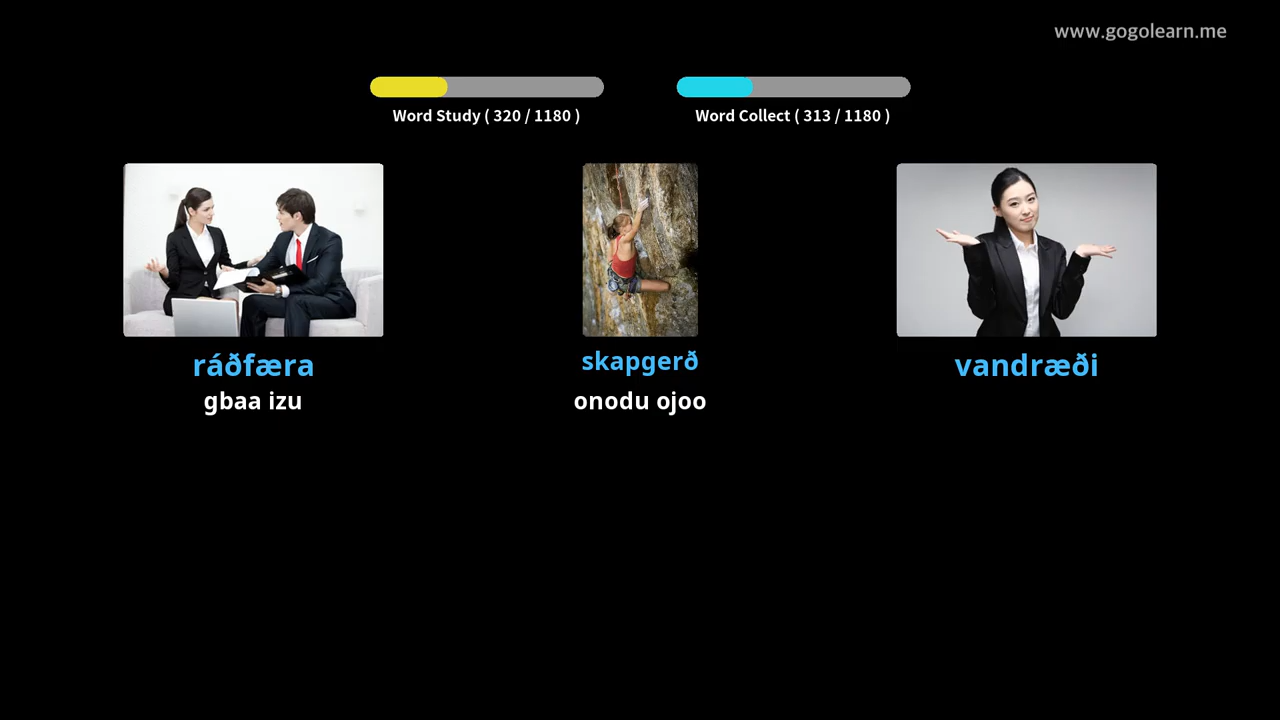 www.gogolearn.me
Word Study ( 320 / 1180 )
Word Collect ( 313 / 1180 )
ráðfæra
skapgerð
vandræði
gbaa izu
onodu ojoo